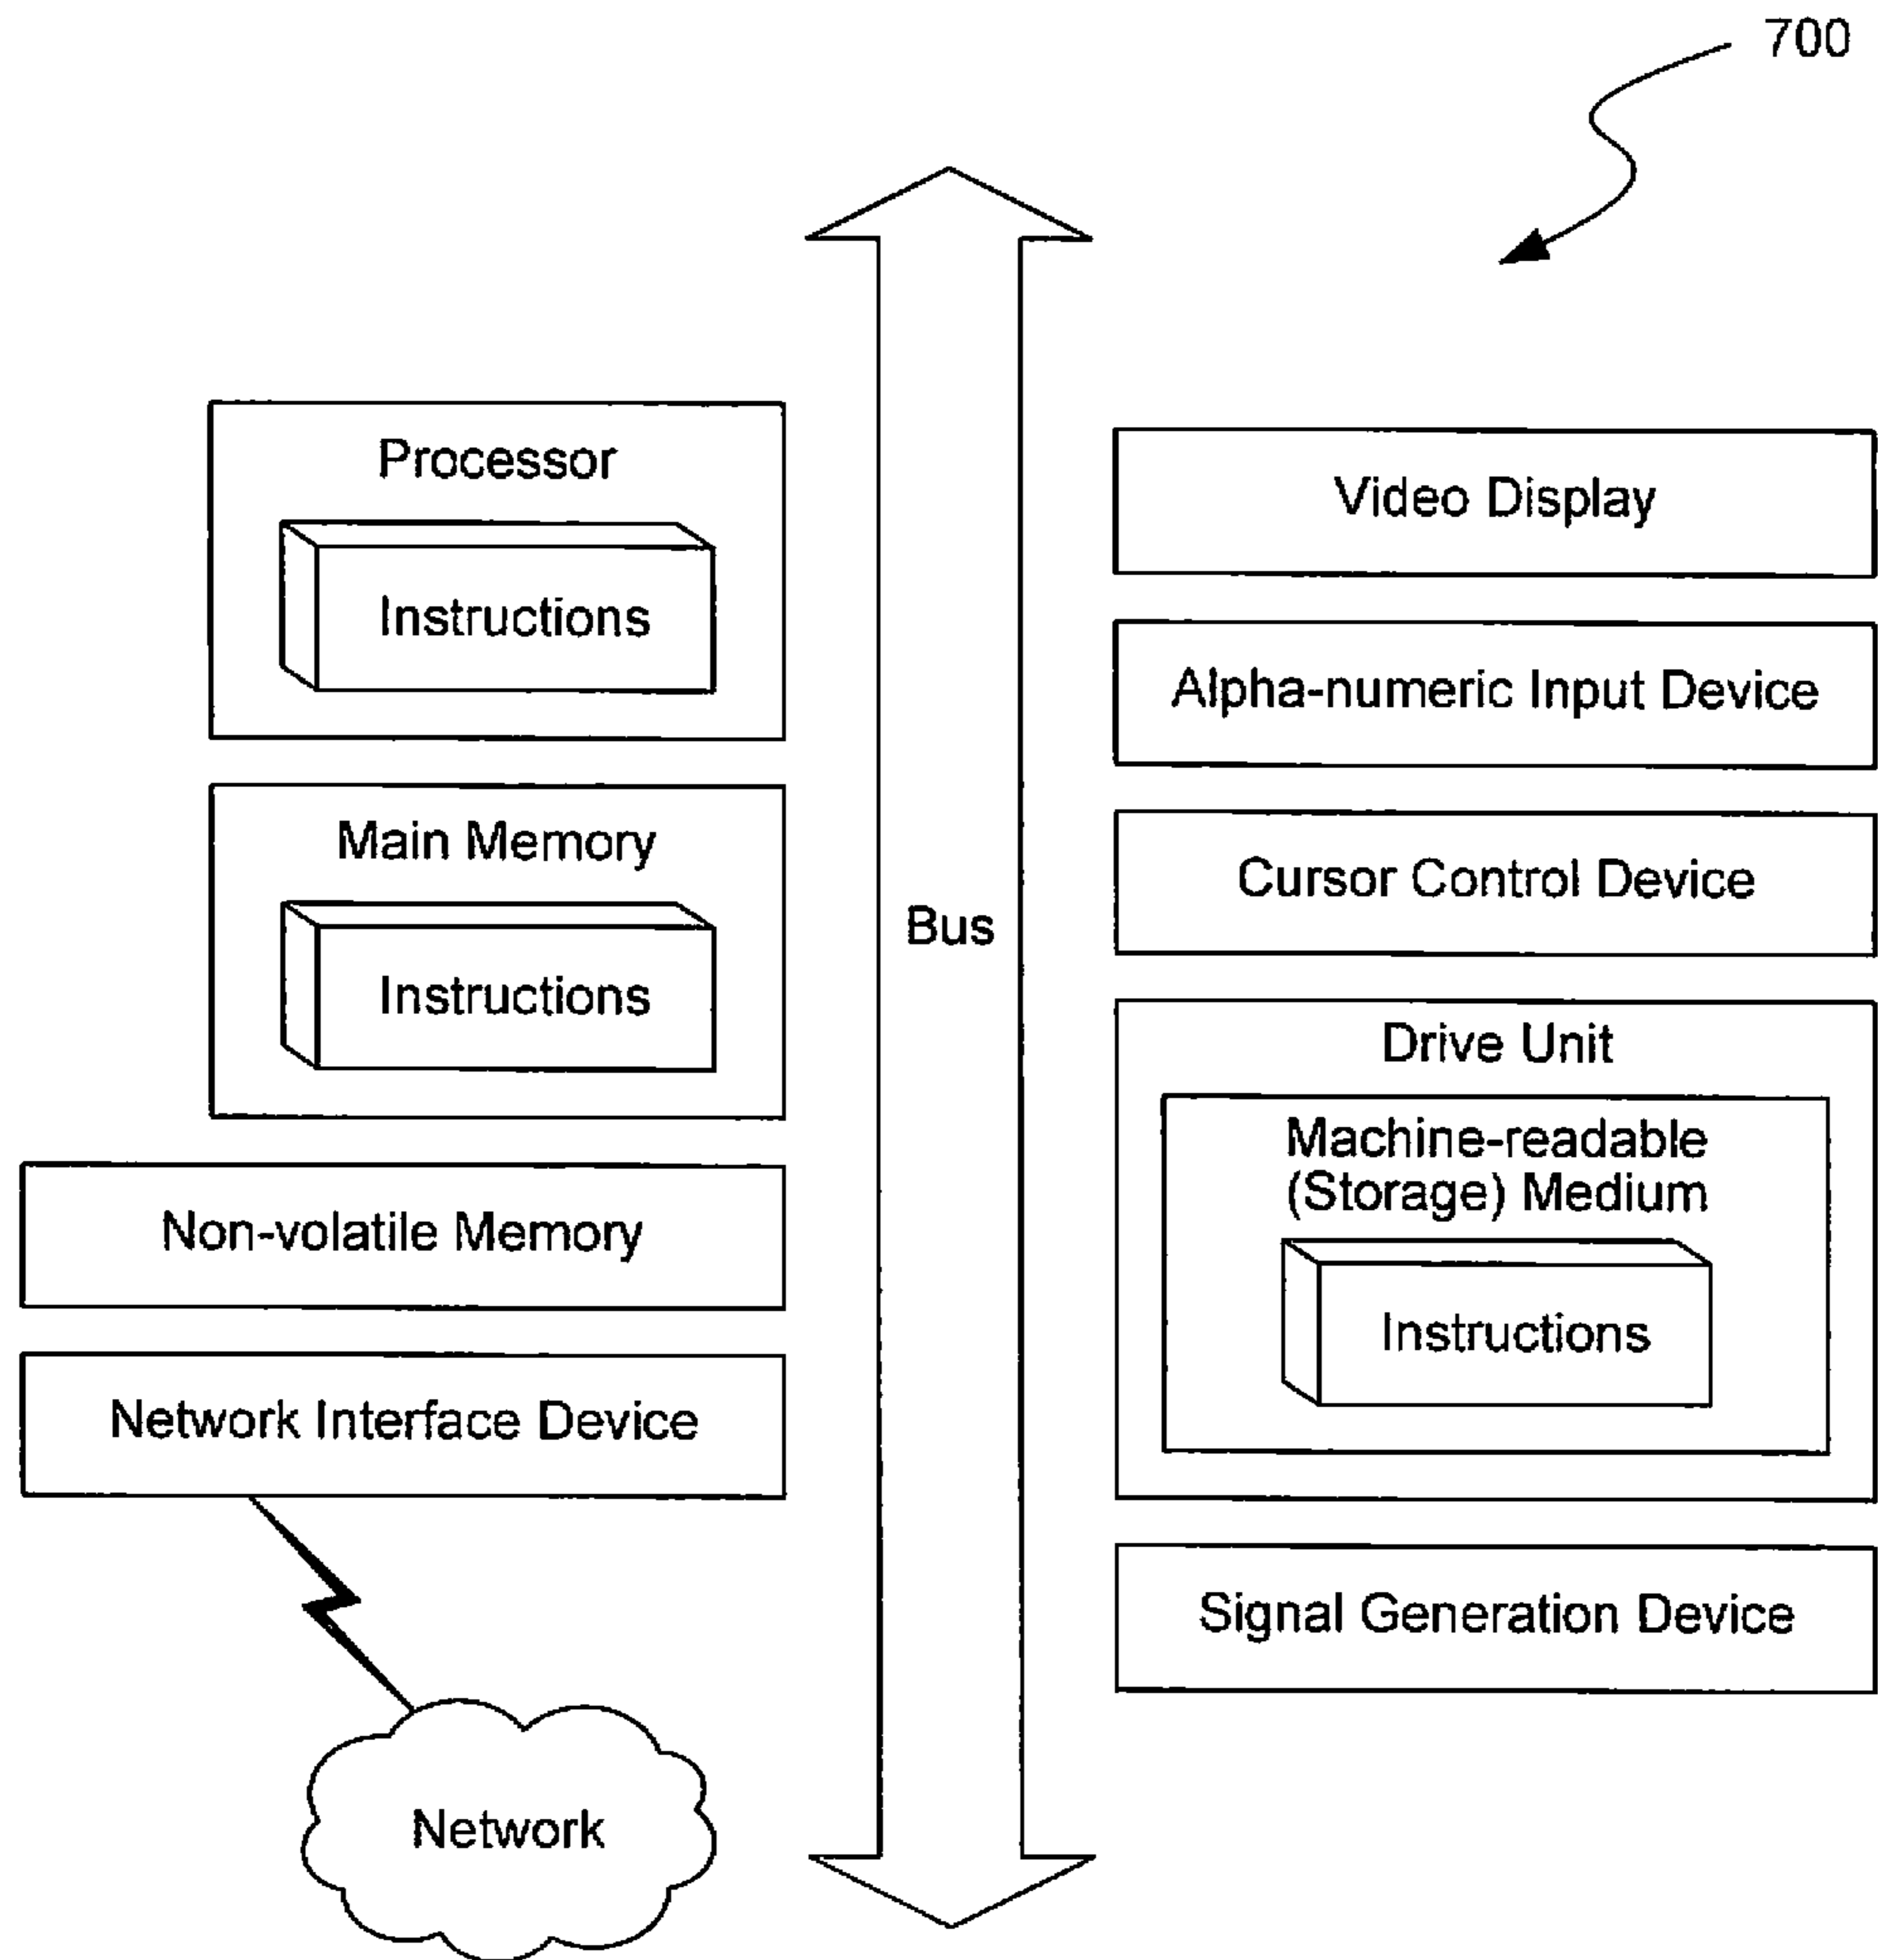 700
Processor
Instructions
Main Memory
Instructions
Non-volatile Memory
Network Interface Device
Network
Bus
Video Display
Alpha-numeric Input Device
Cursor Control Device
Drive Unit
Machine-readable
(Storage) Medium
Instructions
Signal Generation Device